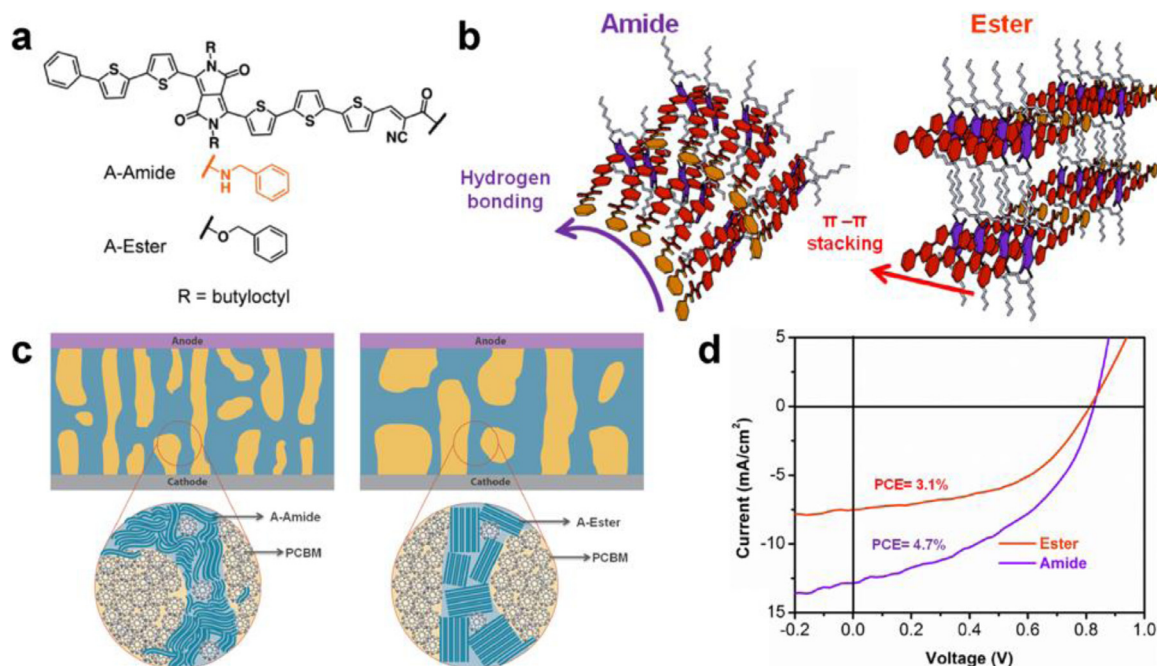 a
R
N
O
S
S
O
N
R
S
S
S
O
NC
A-Amide
N
H
A-Ester
O
R = butyloctyl
b
Amide
Ester
Hydrogen
bonding
π–π
stacking
c
Anode
Anode
Cathode
Cathode
A-Amide
PCBM
A-Ester
PCBM
d
Current (mA/cm²)
5
0
-5
-10
15
PCE= 3.1%
PCE= 4.7%
Ester
Amide
-0.2 0.0 0.2 0.4 0.6 0.8 1.0
Voltage (V)